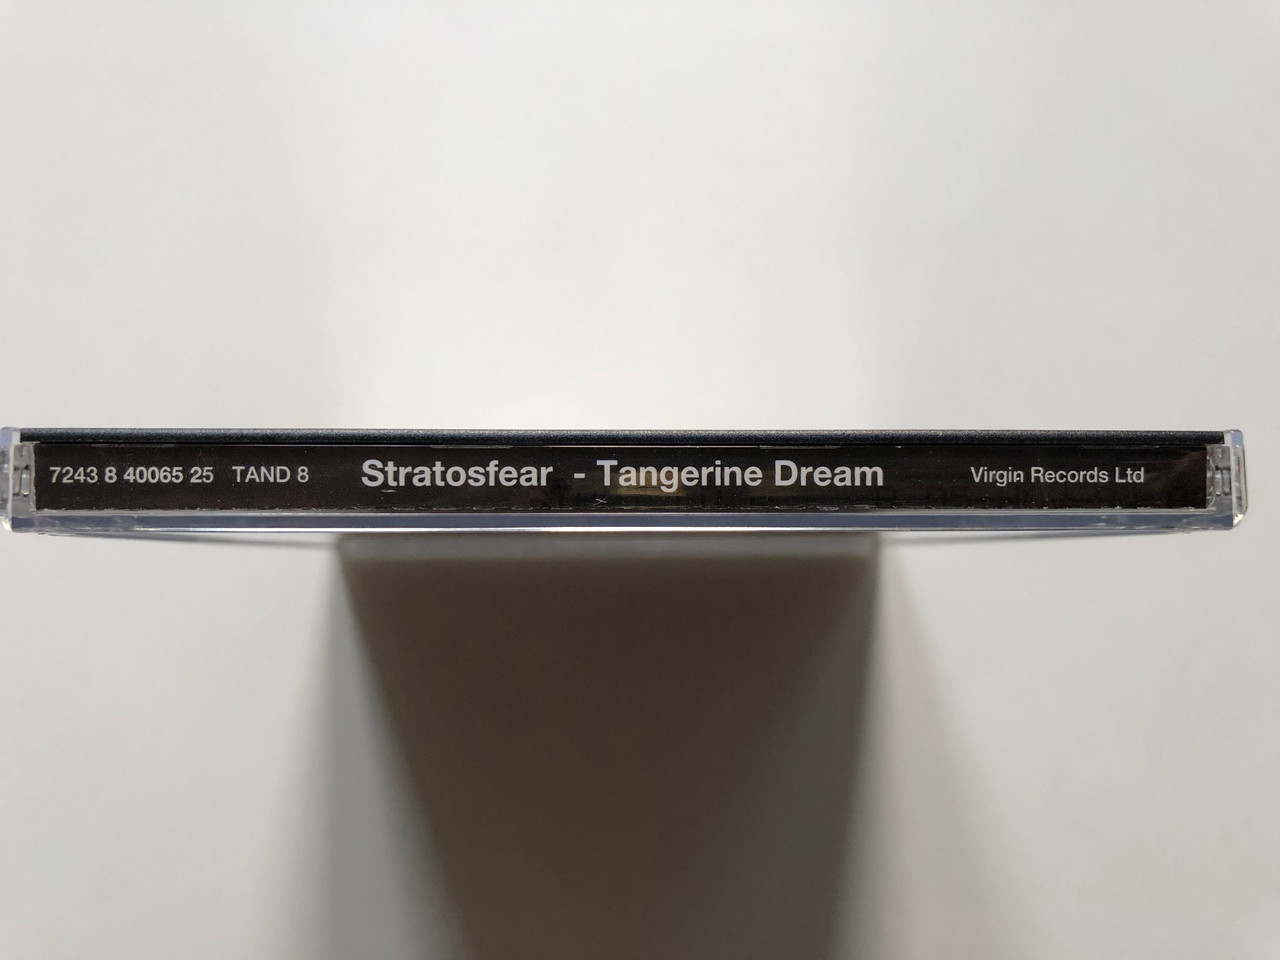 7243 8 40065 25 TAND 8 Stratosfear - Tangerine Dream Virgin Records Ltd